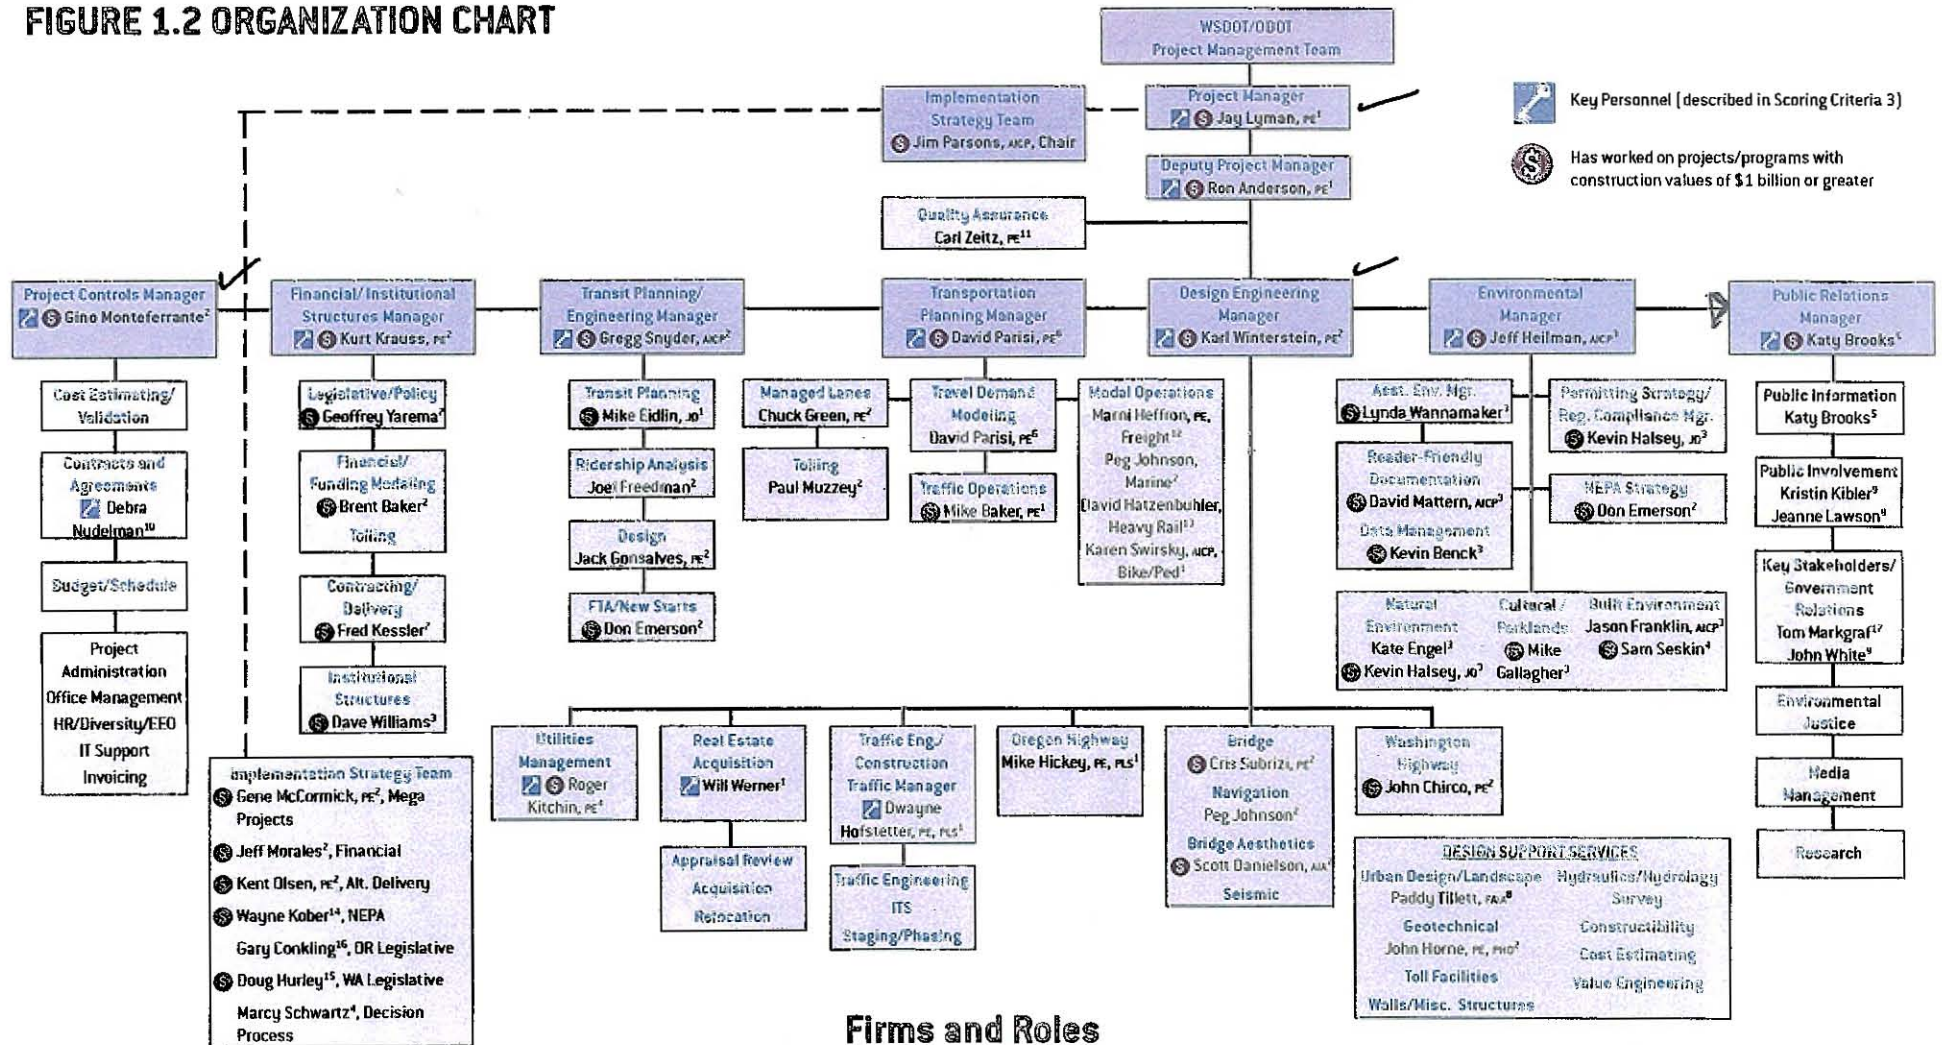 FIGURE 1.2 ORGANIZATION CHART
WSDOT/ODOT
Project Management Team
Implementation
Strategy Team
Jim Parsons, AICP, Chair
Project Manager
Jay Lyman, PE¹
Key Personnel (described in Scoring Criteria 3)
Deputy Project Manager
Ron Anderson, PE¹
Has worked on projects/programs with
construction values of $1 billion or greater
Quality Assurance
Carl Zeitz, PE¹¹
Project Controls Manager
Gino Monteferrante²
Financial/Institutional
Structures Manager
Kurt Krauss, PE²
Transit Planning/
Engineering Manager
Gregg Snyder, AICP²
Transportation
Planning Manager
David Parisi, PE⁶
Design Engineering
Manager
Karl Winterstein, PE²
Environmental
Manager
Jeff Heilman, AICP³
Public Relations
Manager
Katy Brooks⁵
Cost Estimating/
Validation
Contracts and
Agreements
Debra
Nudelman¹⁰
Budget/Schedule
Project
Administration
Office Management
HR/Diversity/EEO
IT Support
Invoicing
Legislative/Policy
Geoffrey Yarema⁷
Financial/
Funding Modeling
Brent Baker²
Tolling
Contracting/
Delivery
Fred Kessler⁷
Institutional
Structures
Dave Williams³
Implementation Strategy Team
Gene McCormick, PE², Mega
Projects
Jeff Morales², Financial
Kent Olsen, PE², Alt. Delivery
Wayne Kober¹⁴, NEPA
Gary Conkling¹⁶, OR Legislative
Doug Hurley¹⁵, WA Legislative
Marcy Schwartz⁴, Decision
Process
Transit Planning
Mike Eidlin, JD¹
Ridership Analysis
Joel Freedman²
Design
Jack Gonsalves, PE²
FTA/New Starts
Don Emerson²
Managed Lanes
Chuck Green, PE²
Tolling
Paul Muzzey²
Travel Demand
Modeling
David Parisi, PE⁶
Traffic Operations
Mike Baker, PE¹
Modal Operations
Marni Heffron, PE,
Freight¹²
Peg Johnson,
Marine²
David Hatzenbuhler,
Heavy Rail¹³
Karen Swirsky, AICP,
Bike/Ped¹
Asst. Env. Mgr.
Lynda Wannamaker³
Reader-Friendly
Documentation
David Mattern, AICP³
Data Management
Kevin Benck³
Permitting Strategy/
Reg. Compliance Mgr.
Kevin Halsey, JD³
NEPA Strategy
Don Emerson²
Natural
Environment
Kate Engel³
Kevin Halsey, JD³
Cultural/
Parklands
Mike
Gallagher³
Built Environment
Jason Franklin, AICP³
Sam Seskin⁴
Public Information
Katy Brooks⁵
Public Involvement
Kristin Kibler⁹
Jeanne Lawson⁹
Key Stakeholders/
Government
Relations
Tom Markgraf¹⁷
John White⁹
Environmental
Justice
Media
Management
Research
Utilities
Management
Roger
Kitchin, PE⁴
Real Estate
Acquisition
Will Werner¹
Appraisal Review
Acquisition
Relocation
Traffic Eng./
Construction
Traffic Manager
Dwayne
Hofstetter, PE, PLS¹
Traffic Engineering
ITS
Staging/Phasing
Oregon Highway
Mike Hickey, PE, PLS¹
Bridge
Cris Subrizi, PE²
Navigation
Peg Johnson²
Bridge Aesthetics
Scott Danielson, AIA
Seismic
Washington
Highway
John Chirco, PE²
DESIGN SUPPORT SERVICES
Urban Design/Landscape
Paddy Tillett, FAIA⁸
Geotechnical
John Horne, PE, PHD²
Toll Facilities
Walls/Misc. Structures
Hydraulics/Hydrology
Survey
Constructibility
Cost Estimating
Value Engineering
Firms and Roles